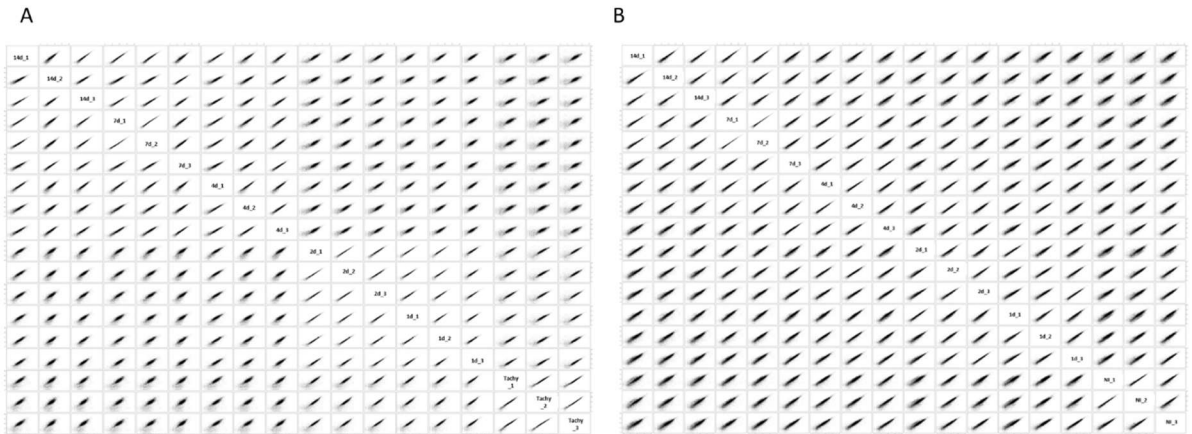 A
B
14d_1
14d_2
14d_3
7d_1
7d_2
7d_3
4d_1
4d_2
4d_3
2d_1
2d_2
2d_3
1d_1
1d_2
1d_3
Tachy
_1
Tachy
_2
Tachy
_3
14d_1
14d_2
14d_3
7d_1
7d_2
7d_3
4d_1
4d_2
4d_3
2d_1
2d_2
2d_3
1d_1
1d_2
1d_3
NI_1
NI_2
NI_3